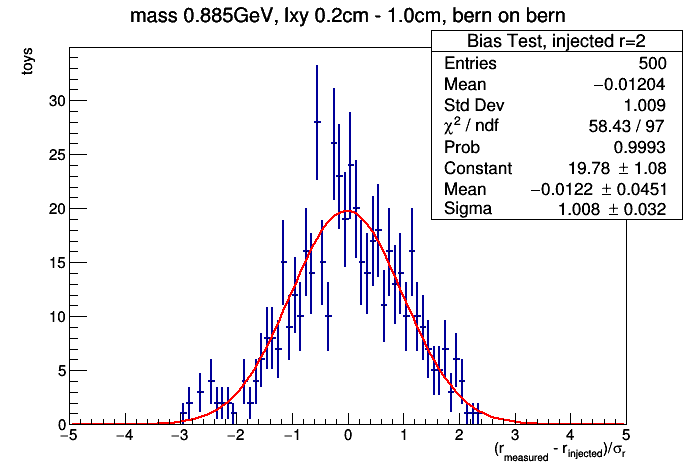 mass 0.885GeV, lxy 0.2cm - 1.0cm, bern on bern
Bias Test, injected r=2
Entries 500
Mean −0.01204
Std Dev 1.009
χ² / ndf 58.43 / 97
Prob 0.9993
Constant 19.78 ± 1.08
Mean −0.0122 ± 0.0451
Sigma 1.008 ± 0.032
toys
30
25
20
15
10
5
0
−5 −4 −3 −2 −1 0 1 2 3 4 5
(r_measured - r_injected)/σ_r